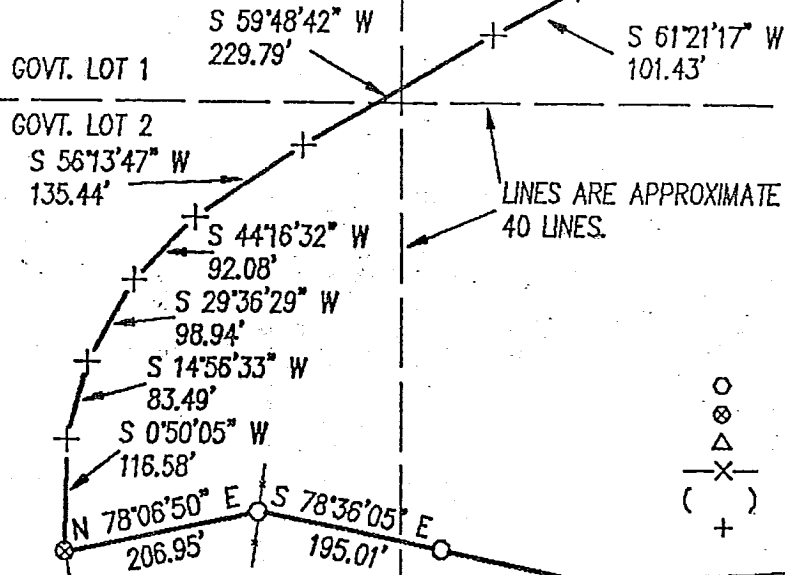 S 59°48'42" W
229.79'
S 61°21'17" W
101.43'
GOVT. LOT 1
GOVT. LOT 2
S 56°13'47" W
135.44'
LINES ARE APPROXIMATE
40 LINES.
S 44°16'32" W
92.08'
S 29°36'29" W
98.94'
S 14°56'33" W
83.49'
S 0°50'05" W
116.58'
N 78°06'50" E
206.95'
S 78°36'05" E
195.01'
( )